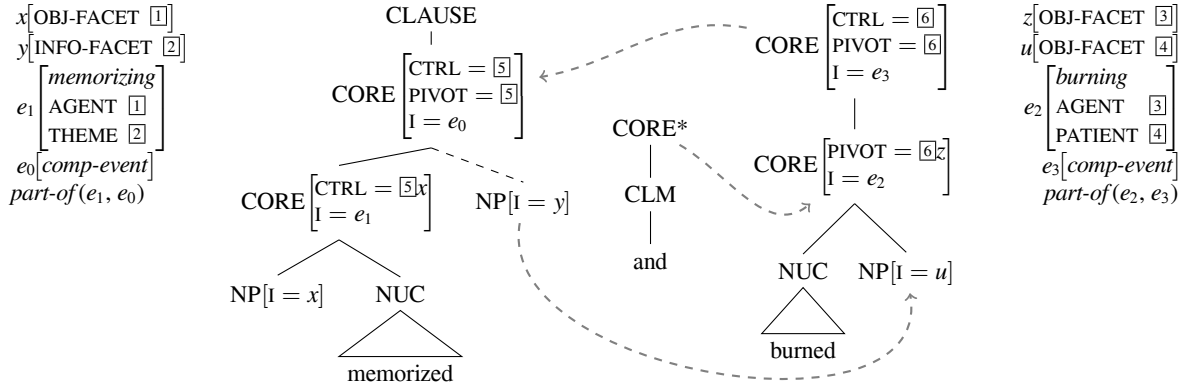 x[OBJ-FACET 1]
y[INFO-FACET 2]
e1[memorizing
AGENT 1
THEME 2]
e0[comp-event]
part-of(e1, e0)
CLAUSE
CORE[CTRL = 5
PIVOT = 5
I = e0]
CORE[CTRL = 5x
I = e1]
NP[I = y]
NP[I = x]
NUC
memorized
CORE*
CLM
and
CORE[CTRL = 6
PIVOT = 6
I = e3]
CORE[PIVOT = 6z
I = e2]
NUC
NP[I = u]
burned
z[OBJ-FACET 3]
u[OBJ-FACET 4]
e2[burning
AGENT 3
PATIENT 4]
e3[comp-event]
part-of(e2, e3)